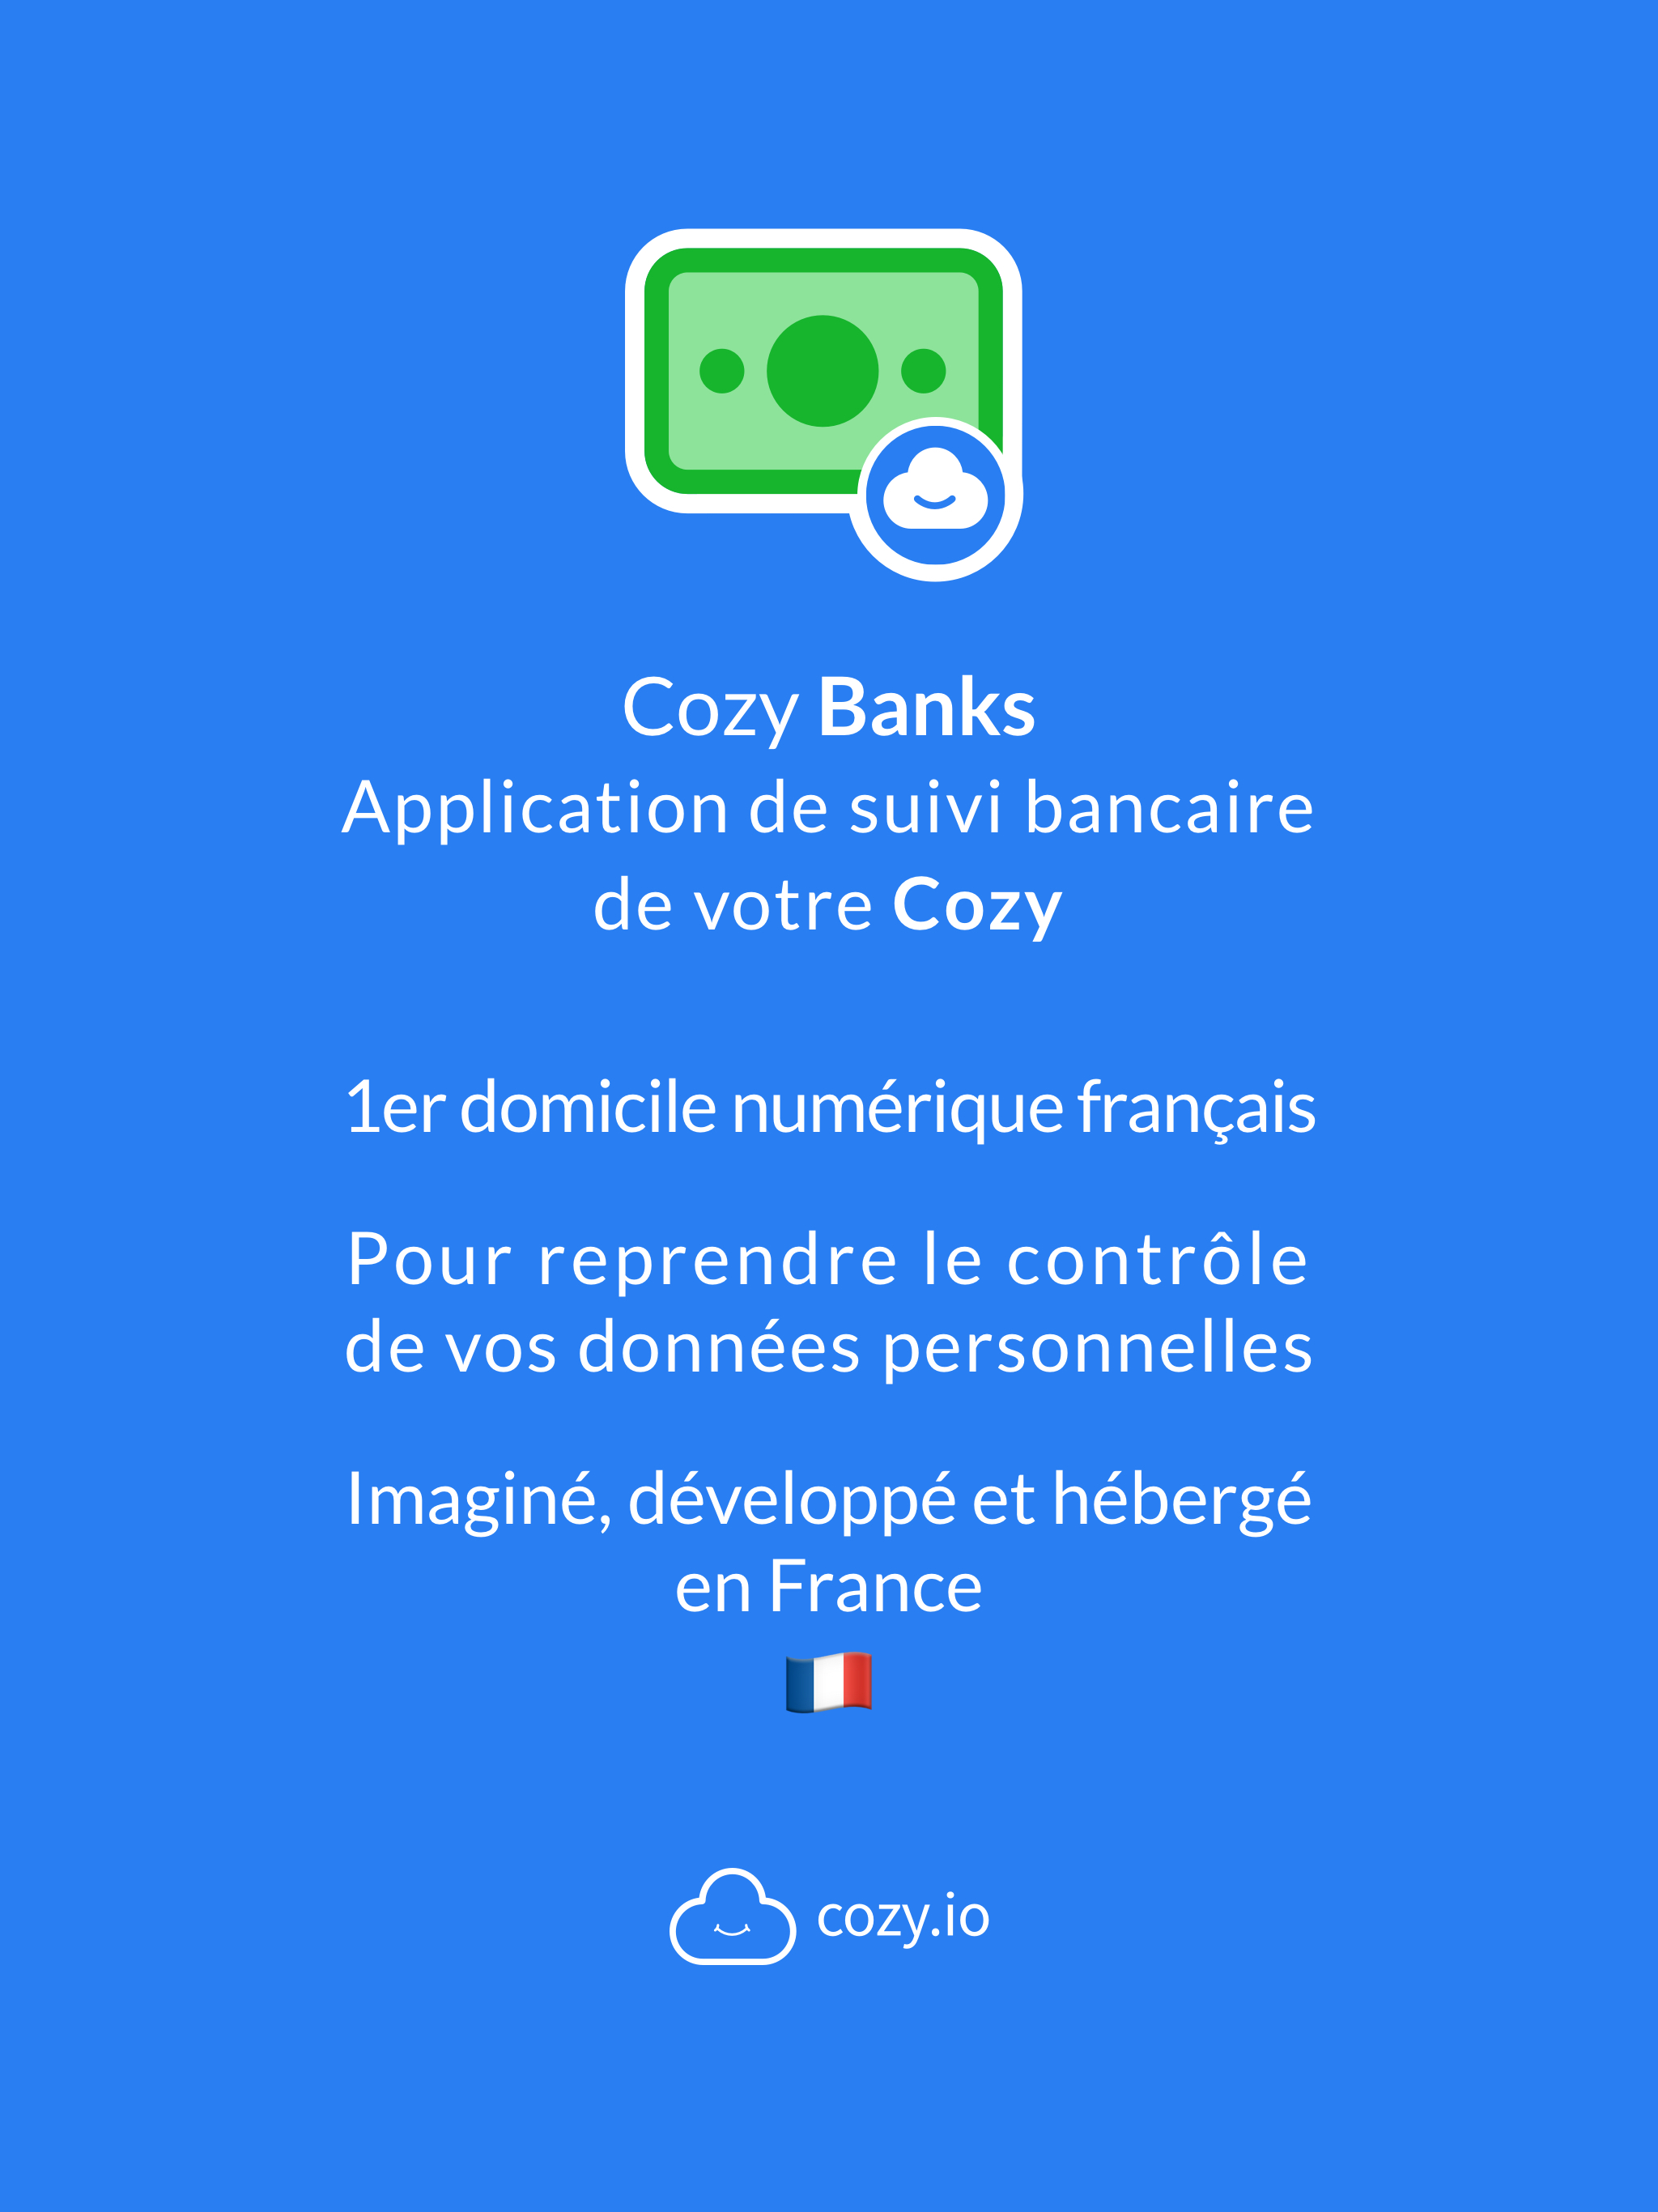 Cozy Banks
Application de suivi bancaire
de votre Cozy
1er domicile numérique français
Pour reprendre le contrôle
de vos données personnelles
Imaginé, développé et hébergé
en France
cozy.io